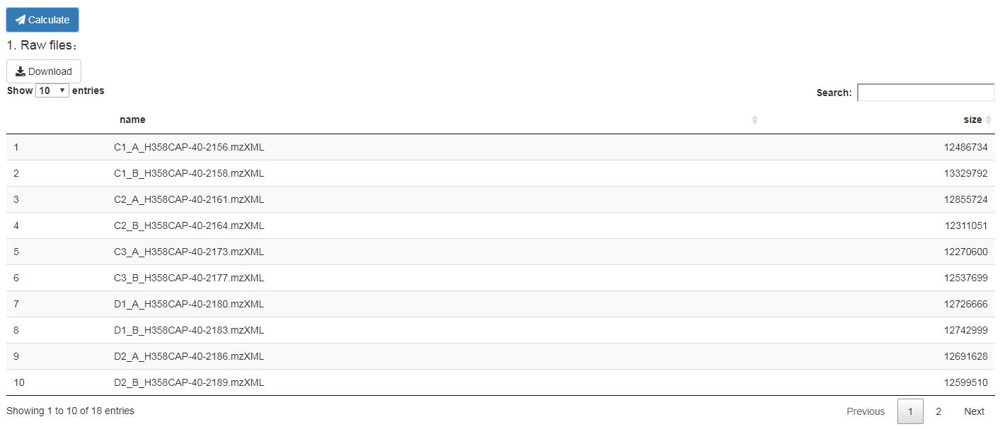 Calculate
1. Raw files：
Download
Show 10 entries Search:
name size
1 C1_A_H358CAP-40-2156.mzXML 12486734
2 C1_B_H358CAP-40-2158.mzXML 13329792
3 C2_A_H358CAP-40-2161.mzXML 12855724
4 C2_B_H358CAP-40-2164.mzXML 12311051
5 C3_A_H358CAP-40-2173.mzXML 12270600
6 C3_B_H358CAP-40-2177.mzXML 12537699
7 D1_A_H358CAP-40-2180.mzXML 12726666
8 D1_B_H358CAP-40-2183.mzXML 12742999
9 D2_A_H358CAP-40-2186.mzXML 12691628
10 D2_B_H358CAP-40-2189.mzXML 12599510
Showing 1 to 10 of 18 entries Previous 1 2 Next